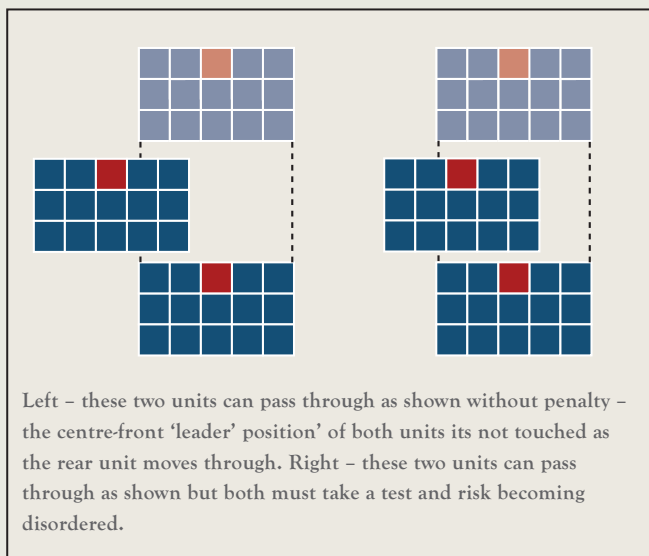 Left – these two units can pass through as shown without penalty –
the centre-front ‘leader’ position’ of both units its not touched as
the rear unit moves through. Right – these two units can pass
through as shown but both must take a test and risk becoming
disordered.